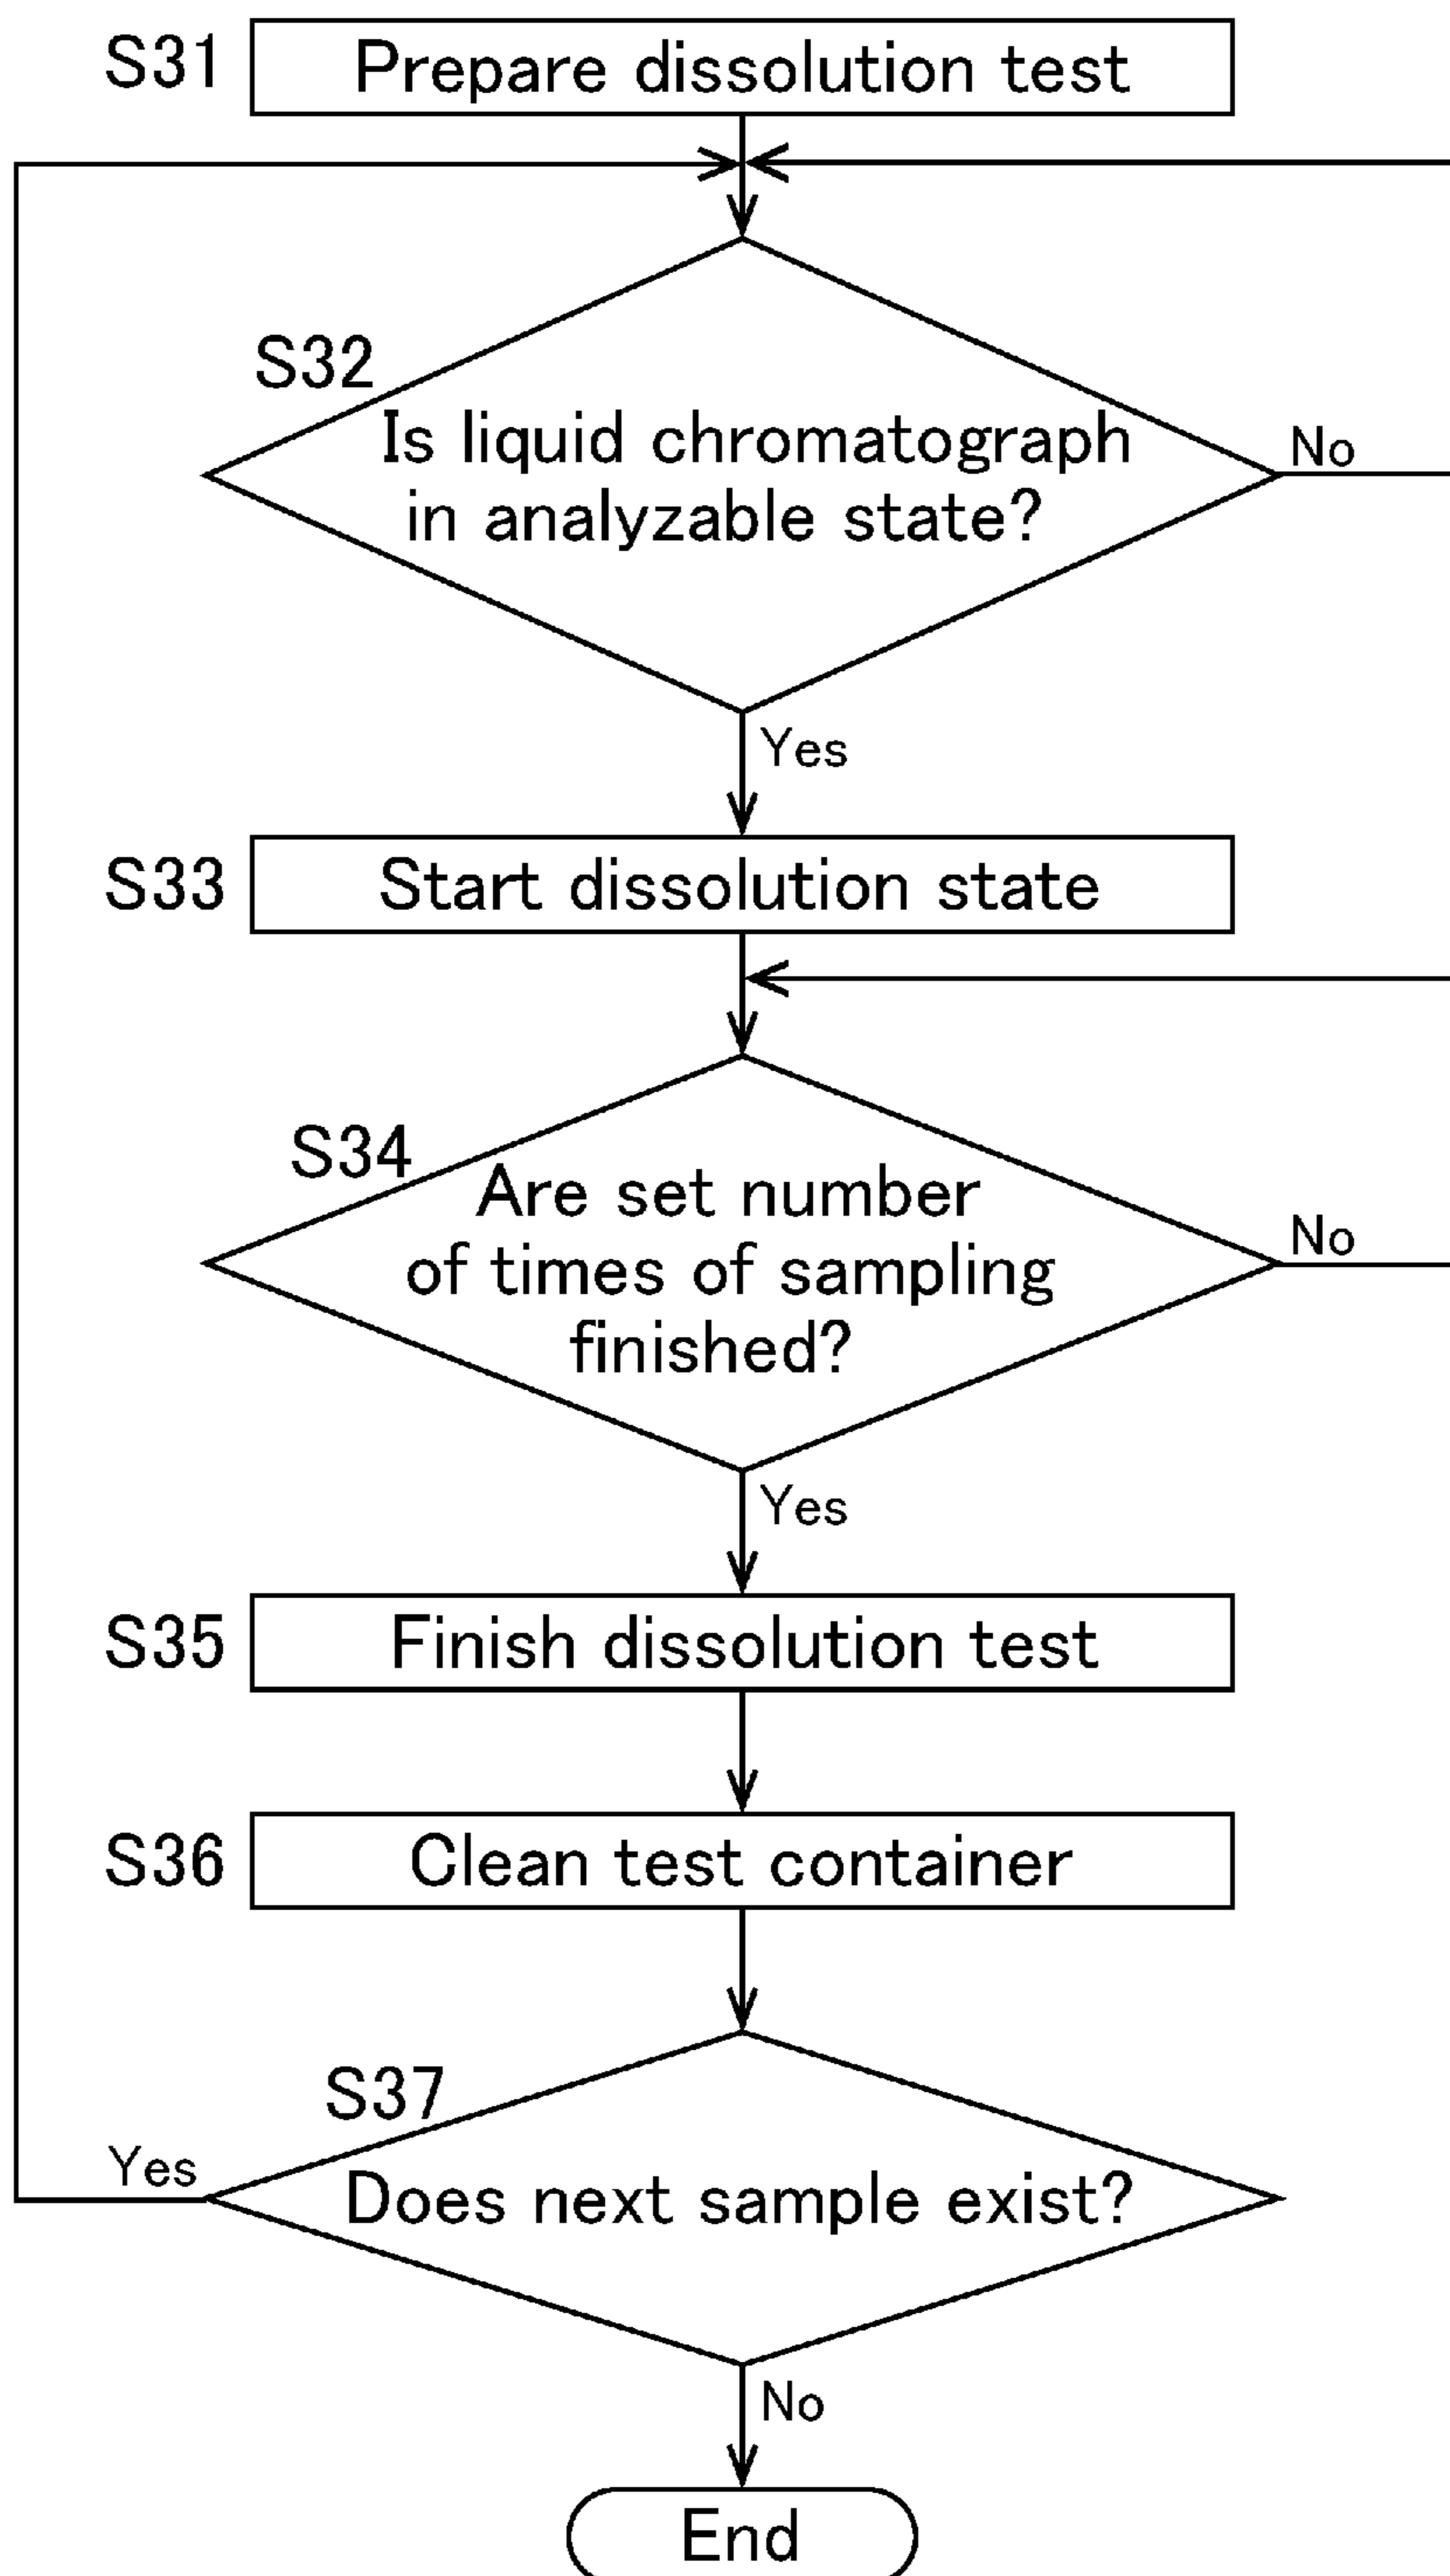 S31
Prepare dissolution test
S32
Is liquid chromatograph
in analyzable state?
No
Yes
S33
Start dissolution state
S34
Are set number
of times of sampling
finished?
No
Yes
S35
Finish dissolution test
S36
Clean test container
S37
Yes
Does next sample exist?
No
End